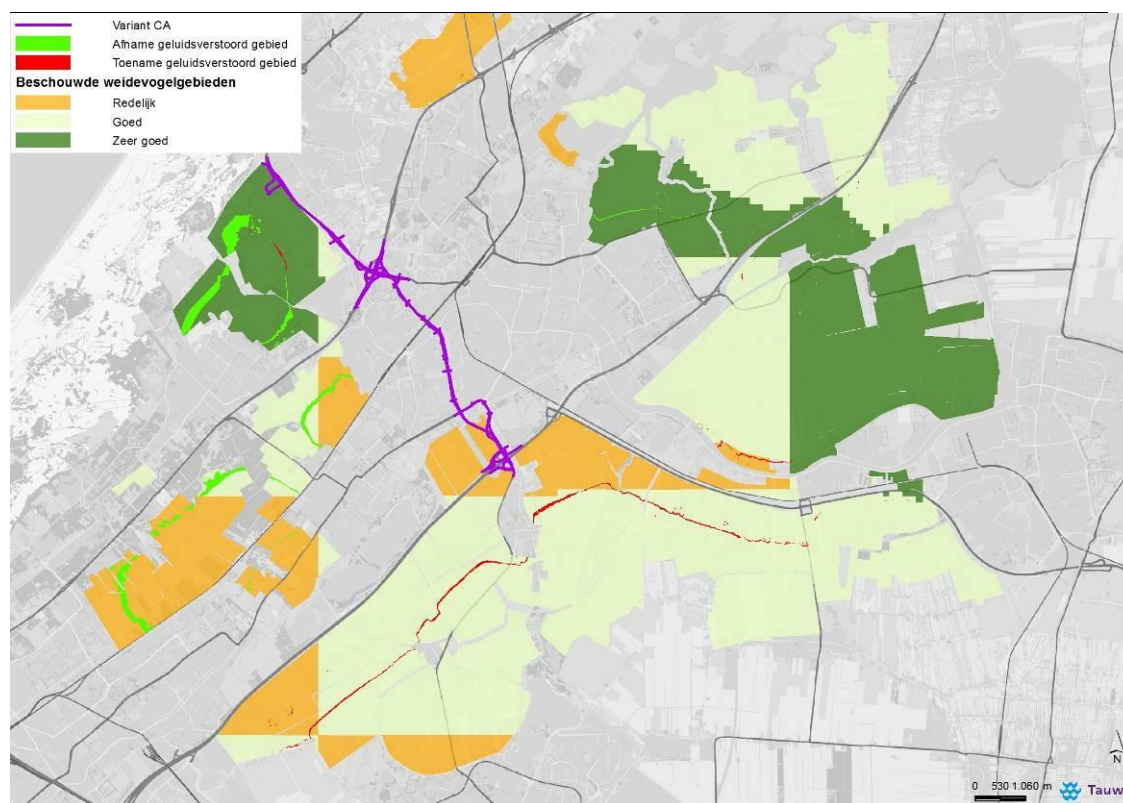 Variant CA
Afname geluidsverstoord gebied
Toename geluidsverstoord gebied
Beschouwde weidevogelgebieden
Redelijk
Goed
Zeer goed
N
0 530 1.060 m
Tauw